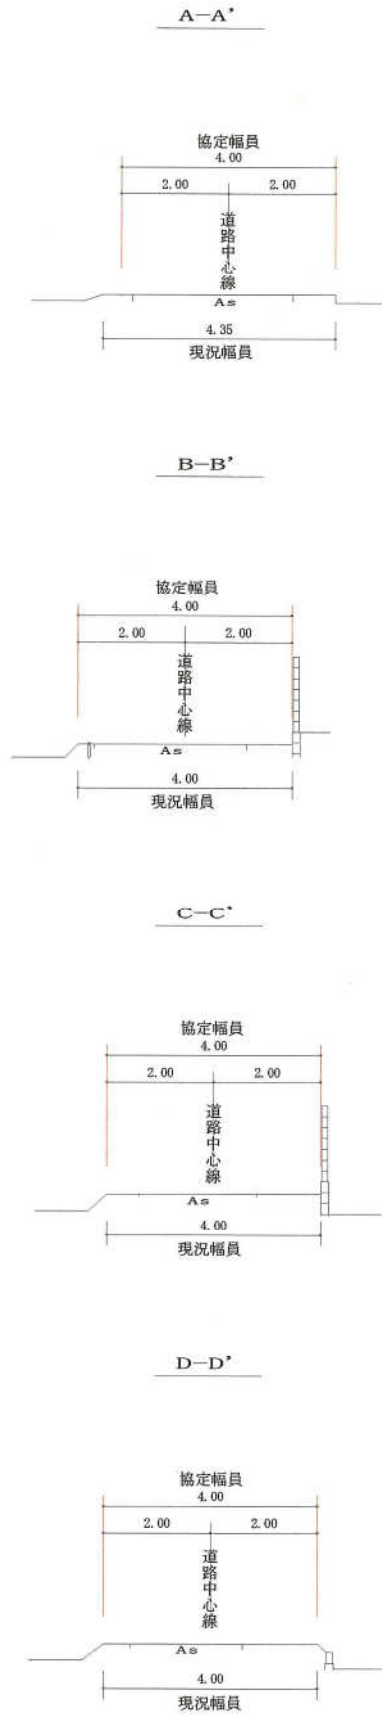 A－A’
協定幅員
4.00
2.00 2.00
道路中心線
As
4.35
現況幅員
B－B’
協定幅員
4.00
2.00 2.00
道路中心線
As
4.00
現況幅員
C－C’
協定幅員
4.00
2.00 2.00
道路中心線
As
4.00
現況幅員
D－D’
協定幅員
4.00
2.00 2.00
道路中心線
As
4.00
現況幅員